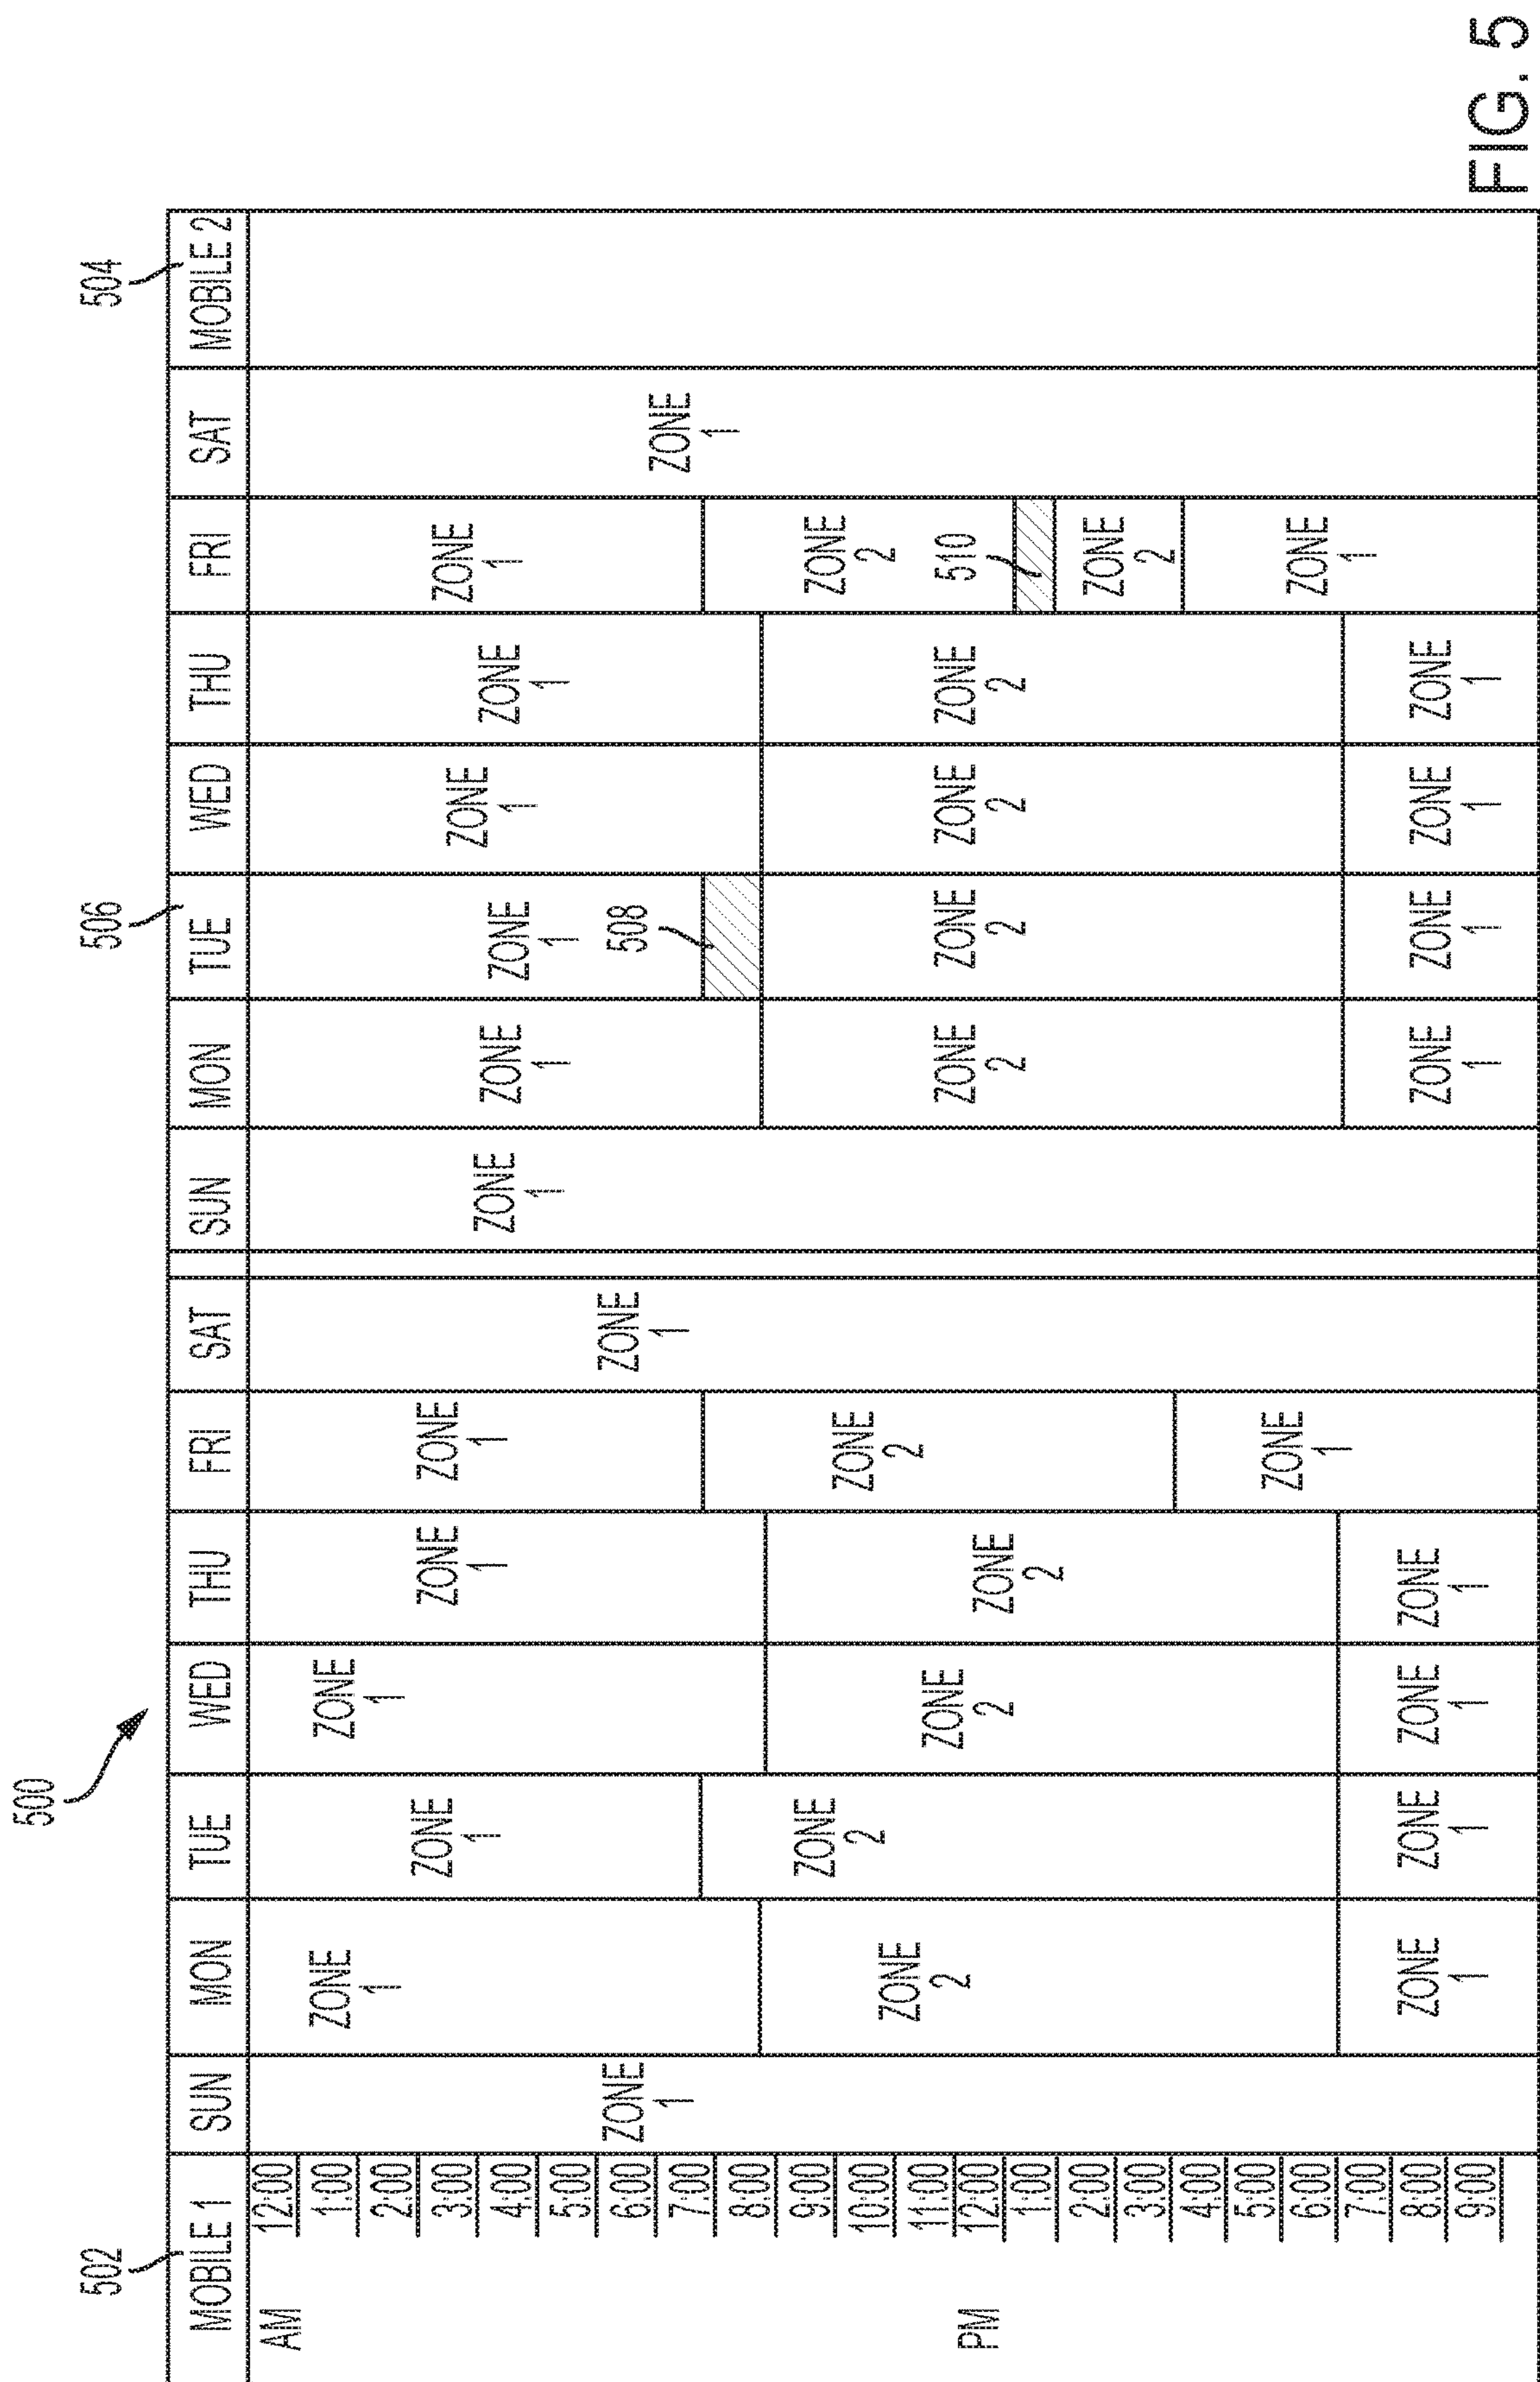 500
502
506
504
MOBILE 1
SUN
MON
TUE
WED
THU
FRI
SAT
SUN
MON
TUE
WED
THU
FRI
SAT
MOBILE 2
AM
12:00
1:00
2:00
3:00
4:00
5:00
6:00
7:00
8:00
9:00
10:00
11:00
PM
12:00
1:00
2:00
3:00
4:00
5:00
6:00
7:00
8:00
9:00
ZONE
1
ZONE
1
ZONE
2
ZONE
1
ZONE
1
ZONE
2
ZONE
1
ZONE
1
ZONE
2
ZONE
1
ZONE
1
ZONE
2
ZONE
1
ZONE
1
ZONE
2
ZONE
1
ZONE
1
ZONE
1
ZONE
1
ZONE
2
ZONE
1
ZONE
1
508
ZONE
2
ZONE
1
ZONE
1
ZONE
2
ZONE
1
ZONE
1
ZONE
2
ZONE
1
ZONE
1
ZONE
2
510
ZONE
2
ZONE
1
ZONE
1
FIG. 5